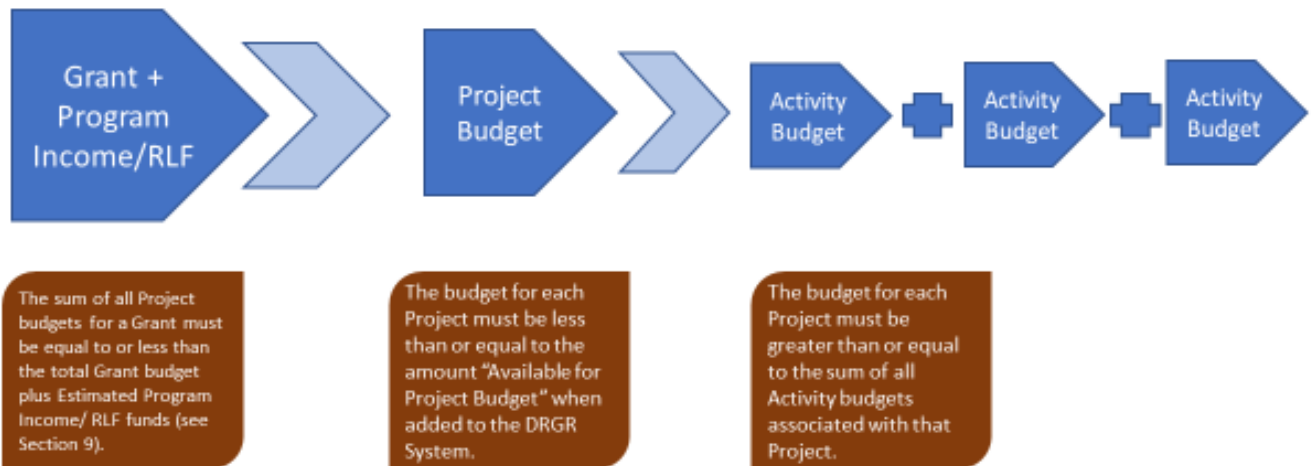 Grant +
Program
Income/RLF
Project
Budget
Activity
Budget
Activity
Budget
Activity
Budget
The sum of all Project
budgets for a Grant must
be equal to or less than
the total Grant budget
plus Estimated Program
Income/ RLF funds (see
Section 9).
The budget for each
Project must be less
than or equal to the
amount “Available for
Project Budget” when
added to the DRGR
System.
The budget for each
Project must be
greater than or equal
to the sum of all
Activity budgets
associated with that
Project.